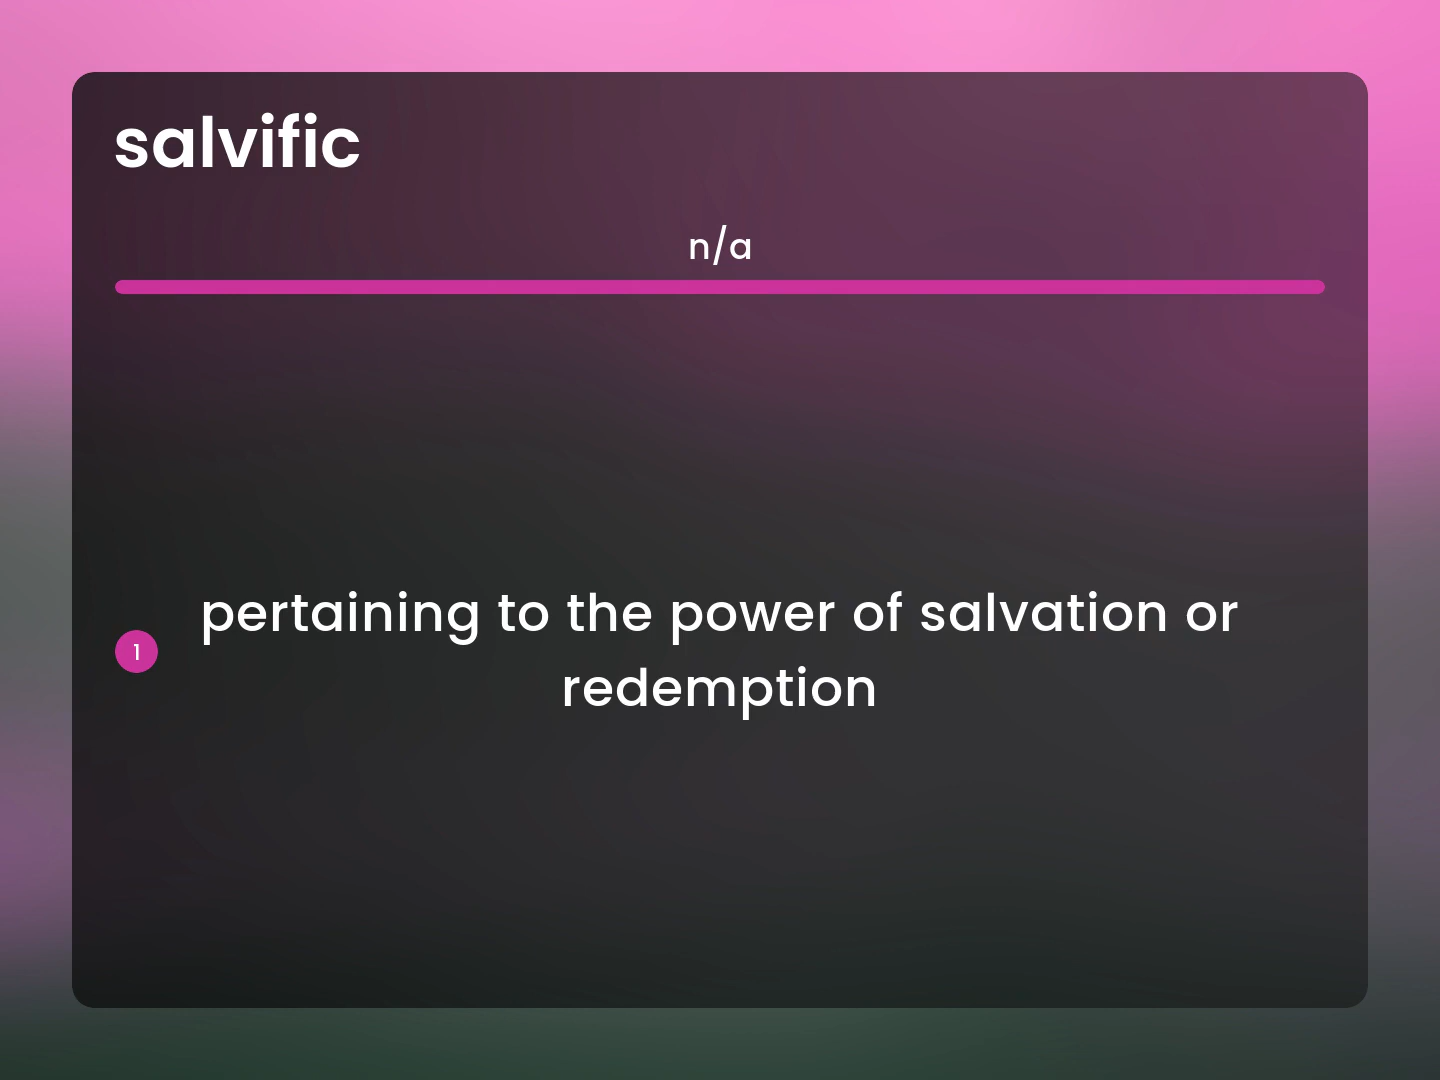 salvific
n/a
1
pertaining to the power of salvation or
redemption